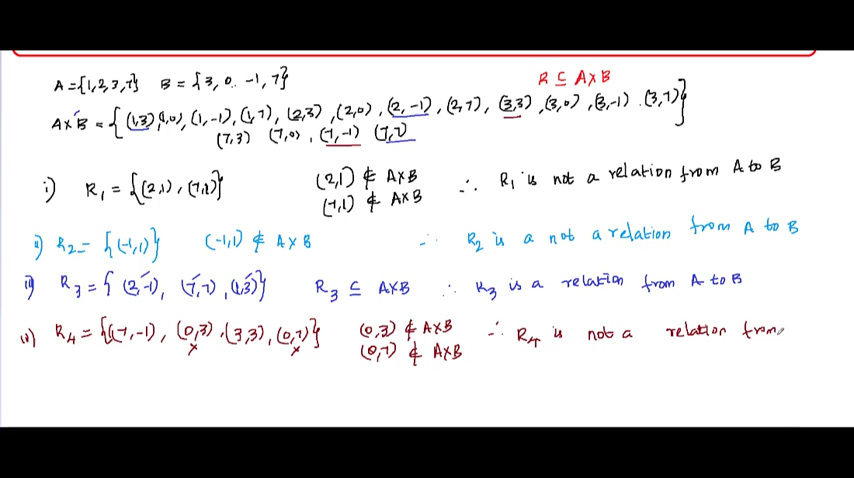 A = {1,2,3,7} B = {3, 0, -1, 7}
R ⊆ A×B
A×B = { (1,3) (1,0), (1,-1), (1,7), (2,3), (2,0), (2,-1), (2,7), (3,3), (3,0), (3,-1), (3,7) }
(7,3) (7,0), (7,-1) (7,7)
i) R₁ = {(2,1), (7,1)} (2,1) ∉ A×B ∴ R₁ is not a relation from A to B
(7,1) ∉ A×B
ii) R₂ = {(-1,1)} (-1,1) ∉ A×B ∴ R₂ is a not a relation from A to B
iii) R₃ = { (2,-1), (7,7), (1,3)} R₃ ⊆ A×B ∴ R₃ is a relation from A to B
iv) R₄ = {(7,-1), (0,3), (3,3), (0,7)} (0,3) ∉ A×B ∴ R₄ is not a relation from
(0,7) ∉ A×B